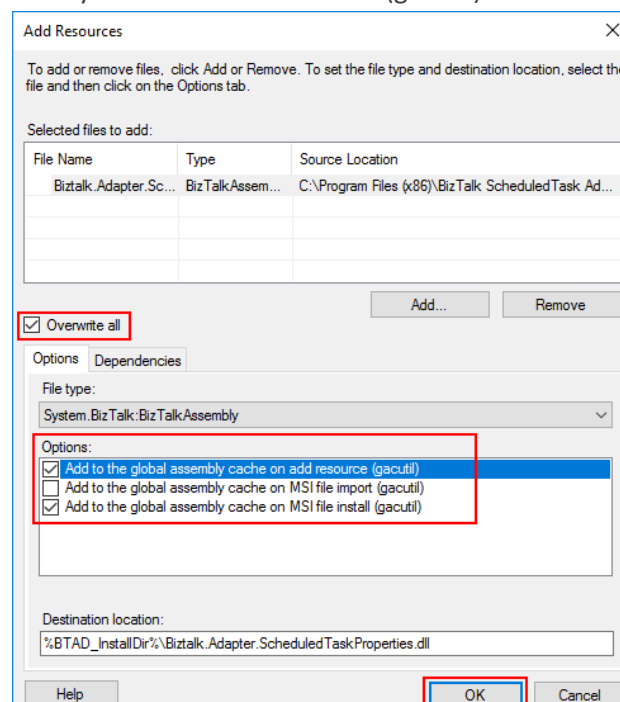 Add Resources
To add or remove files, click Add or Remove. To set the file type and destination location, select the
file and then click on the Options tab.
Selected files to add:
File Name Type Source Location
Biztalk.Adapter.Sc... BizTalkAssem... C:\Program Files (x86)\BizTalk ScheduledTask Ad...
Add... Remove
Overwrite all
Options Dependencies
File type:
System.BizTalk:BizTalkAssembly
Options:
Add to the global assembly cache on add resource (gacutil)
Add to the global assembly cache on MSI file import (gacutil)
Add to the global assembly cache on MSI file install (gacutil)
Destination location:
%BTAD_InstallDir%\Biztalk.Adapter.ScheduledTaskProperties.dll
Help OK Cancel